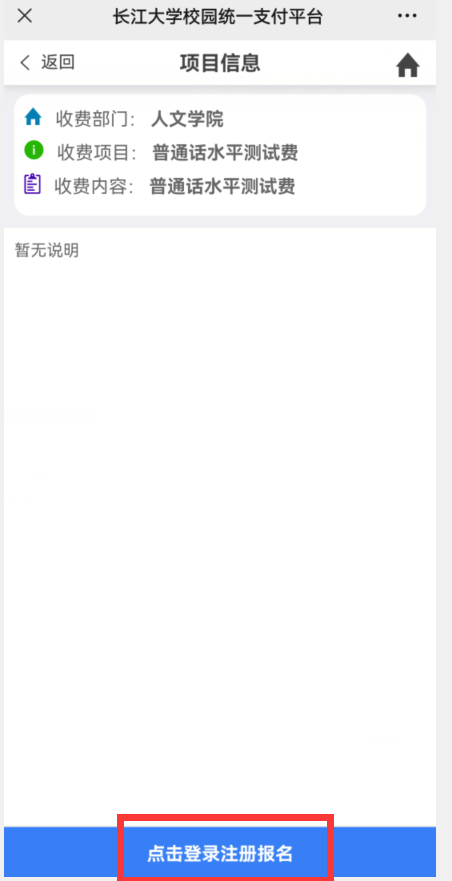 长江大学校园统一支付平台
返回 项目信息
收费部门： 人文学院
收费项目： 普通话水平测试费
收费内容： 普通话水平测试费
暂无说明
点击登录注册报名